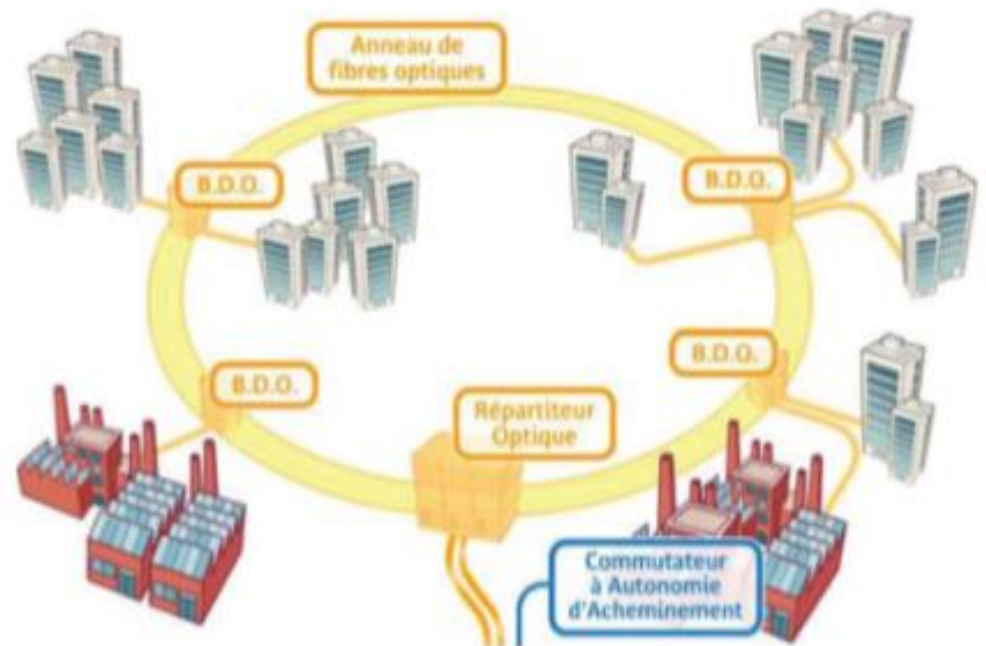 Anneau de
fibres optiques
B.D.O.
B.D.O.
B.D.O.
B.D.O.
Répartiteur
Optique
Commutateur
à Autonomie
d'Acheminement